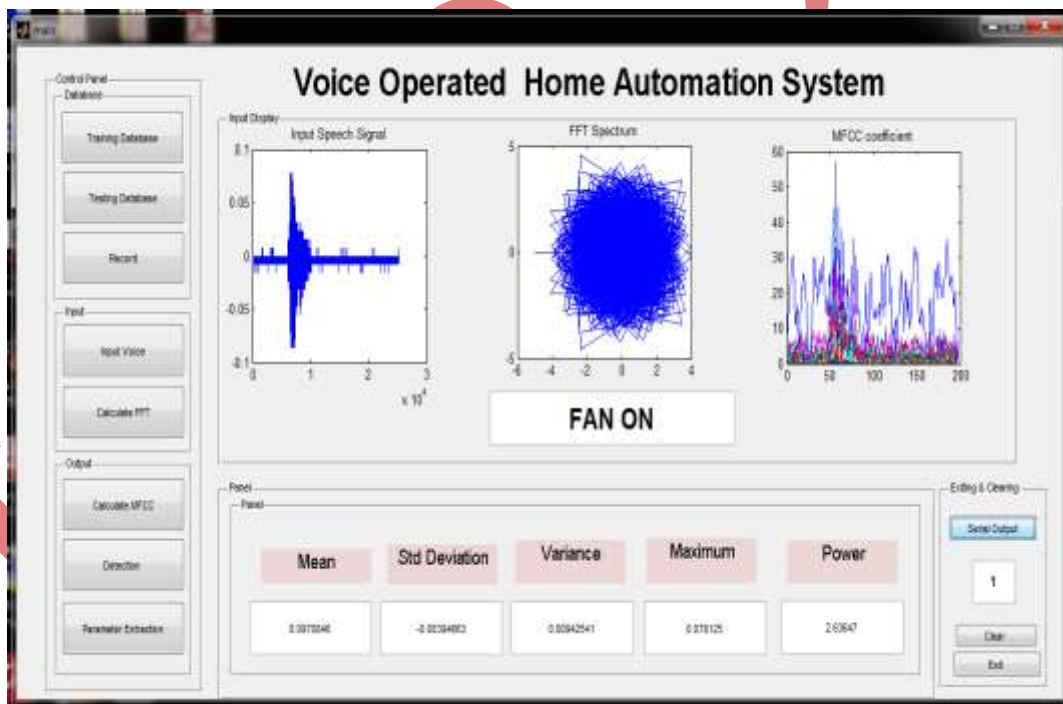 main
Voice Operated Home Automation System
Control Panel
Database
Training Database
Testing Database
Record
Input
Input Voice
Calculate FFT
Output
Calculate MFCC
Detection
Parameter Extraction
Input Display
Input Speech Signal
0.1
0.05
0
-0.05
-0.1
0 1 2 3
x 10^4
FFT Spectrum
5
0
-5
-6 -4 -2 0 2 4
MFCC coefficient
60
50
40
30
20
10
0
0 50 100 150 200
FAN ON
Panel
Panel
Mean Std Deviation Variance Maximum Power
0.078125
Exiting & Clearing
Serial Output
1
Clear
Exit